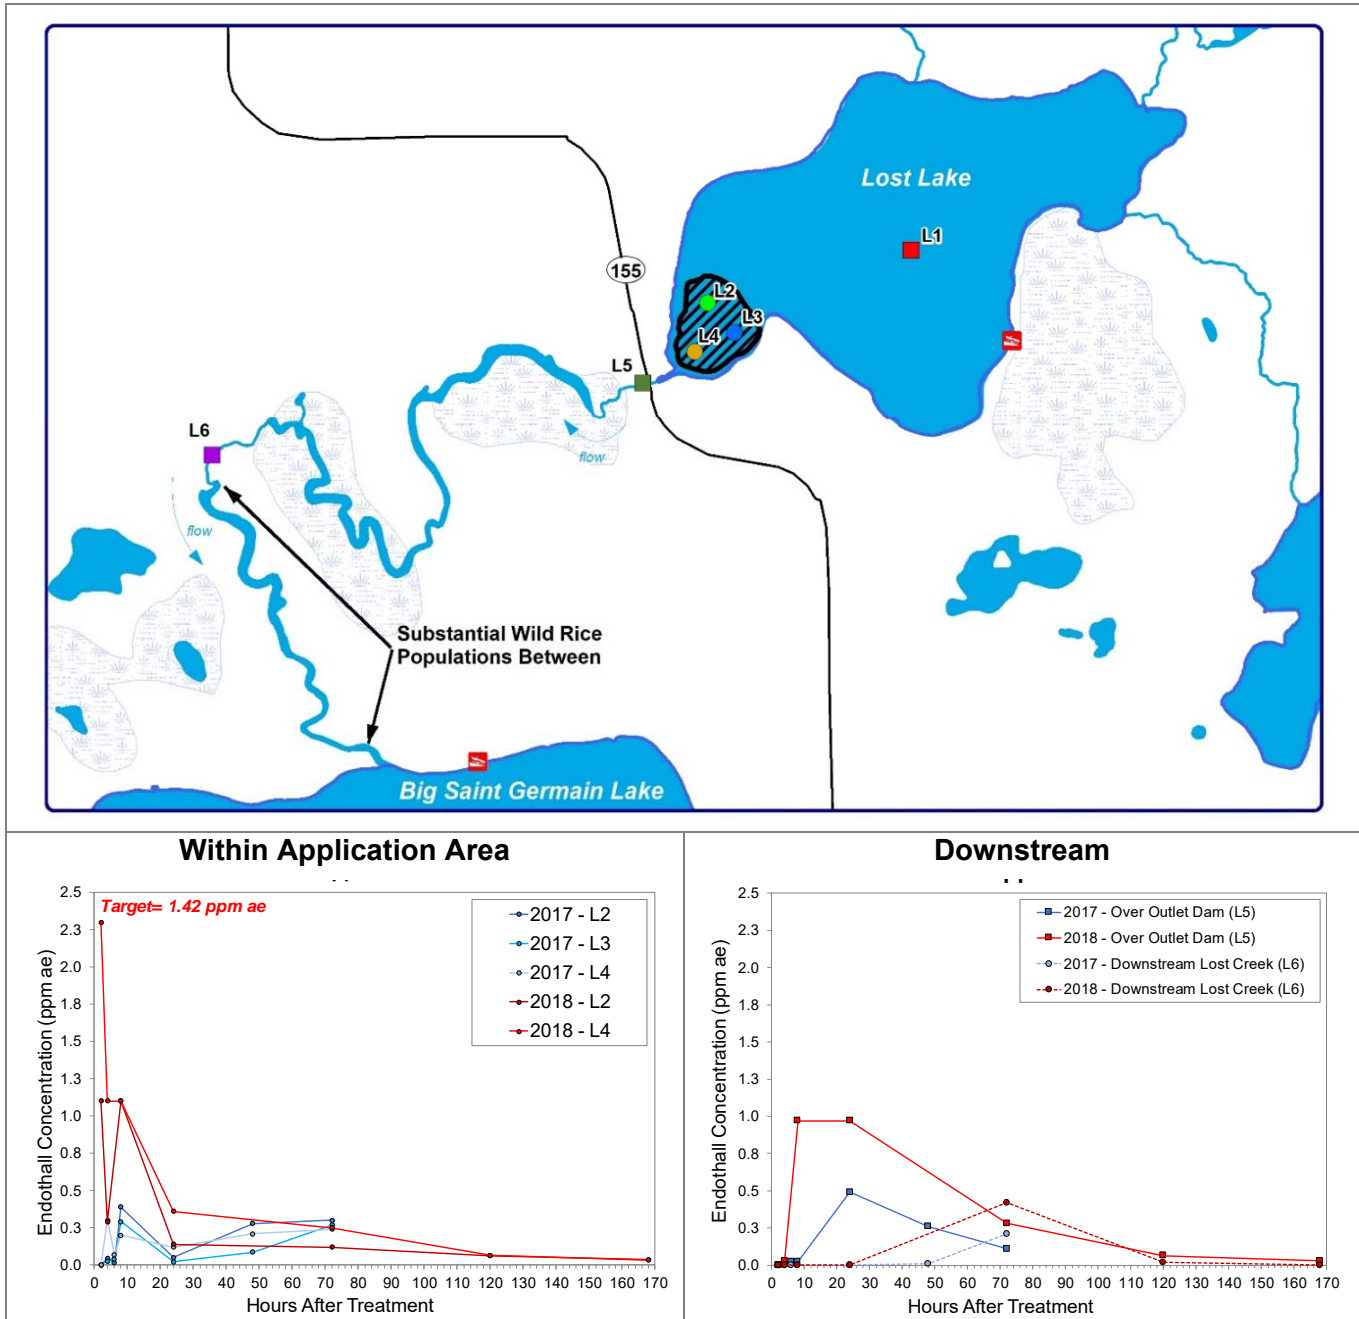 Lost Lake
L1
155
L2
L3
L4
L5
L6
flow
flow
Substantial Wild Rice
Populations Between
Big Saint Germain Lake
Within Application Area
Target= 1.42 ppm ae
2017 - L2
2017 - L3
2017 - L4
2018 - L2
2018 - L4
Endothall Concentration (ppm ae)
2.5
2.3
2.0
1.8
1.5
1.3
1.0
0.8
0.5
0.3
0.0
0 10 20 30 40 50 60 70 80 90 100 110 120 130 140 150 160 170
Hours After Treatment
Downstream
2017 - Over Outlet Dam (L5)
2018 - Over Outlet Dam (L5)
2017 - Downstream Lost Creek (L6)
2018 - Downstream Lost Creek (L6)
Endothall Concentration (ppm ae)
2.5
2.3
2.0
1.8
1.5
1.3
1.0
0.8
0.5
0.3
0.0
0 10 20 30 40 50 60 70 80 90 100 110 120 130 140 150 160 170
Hours After Treatment